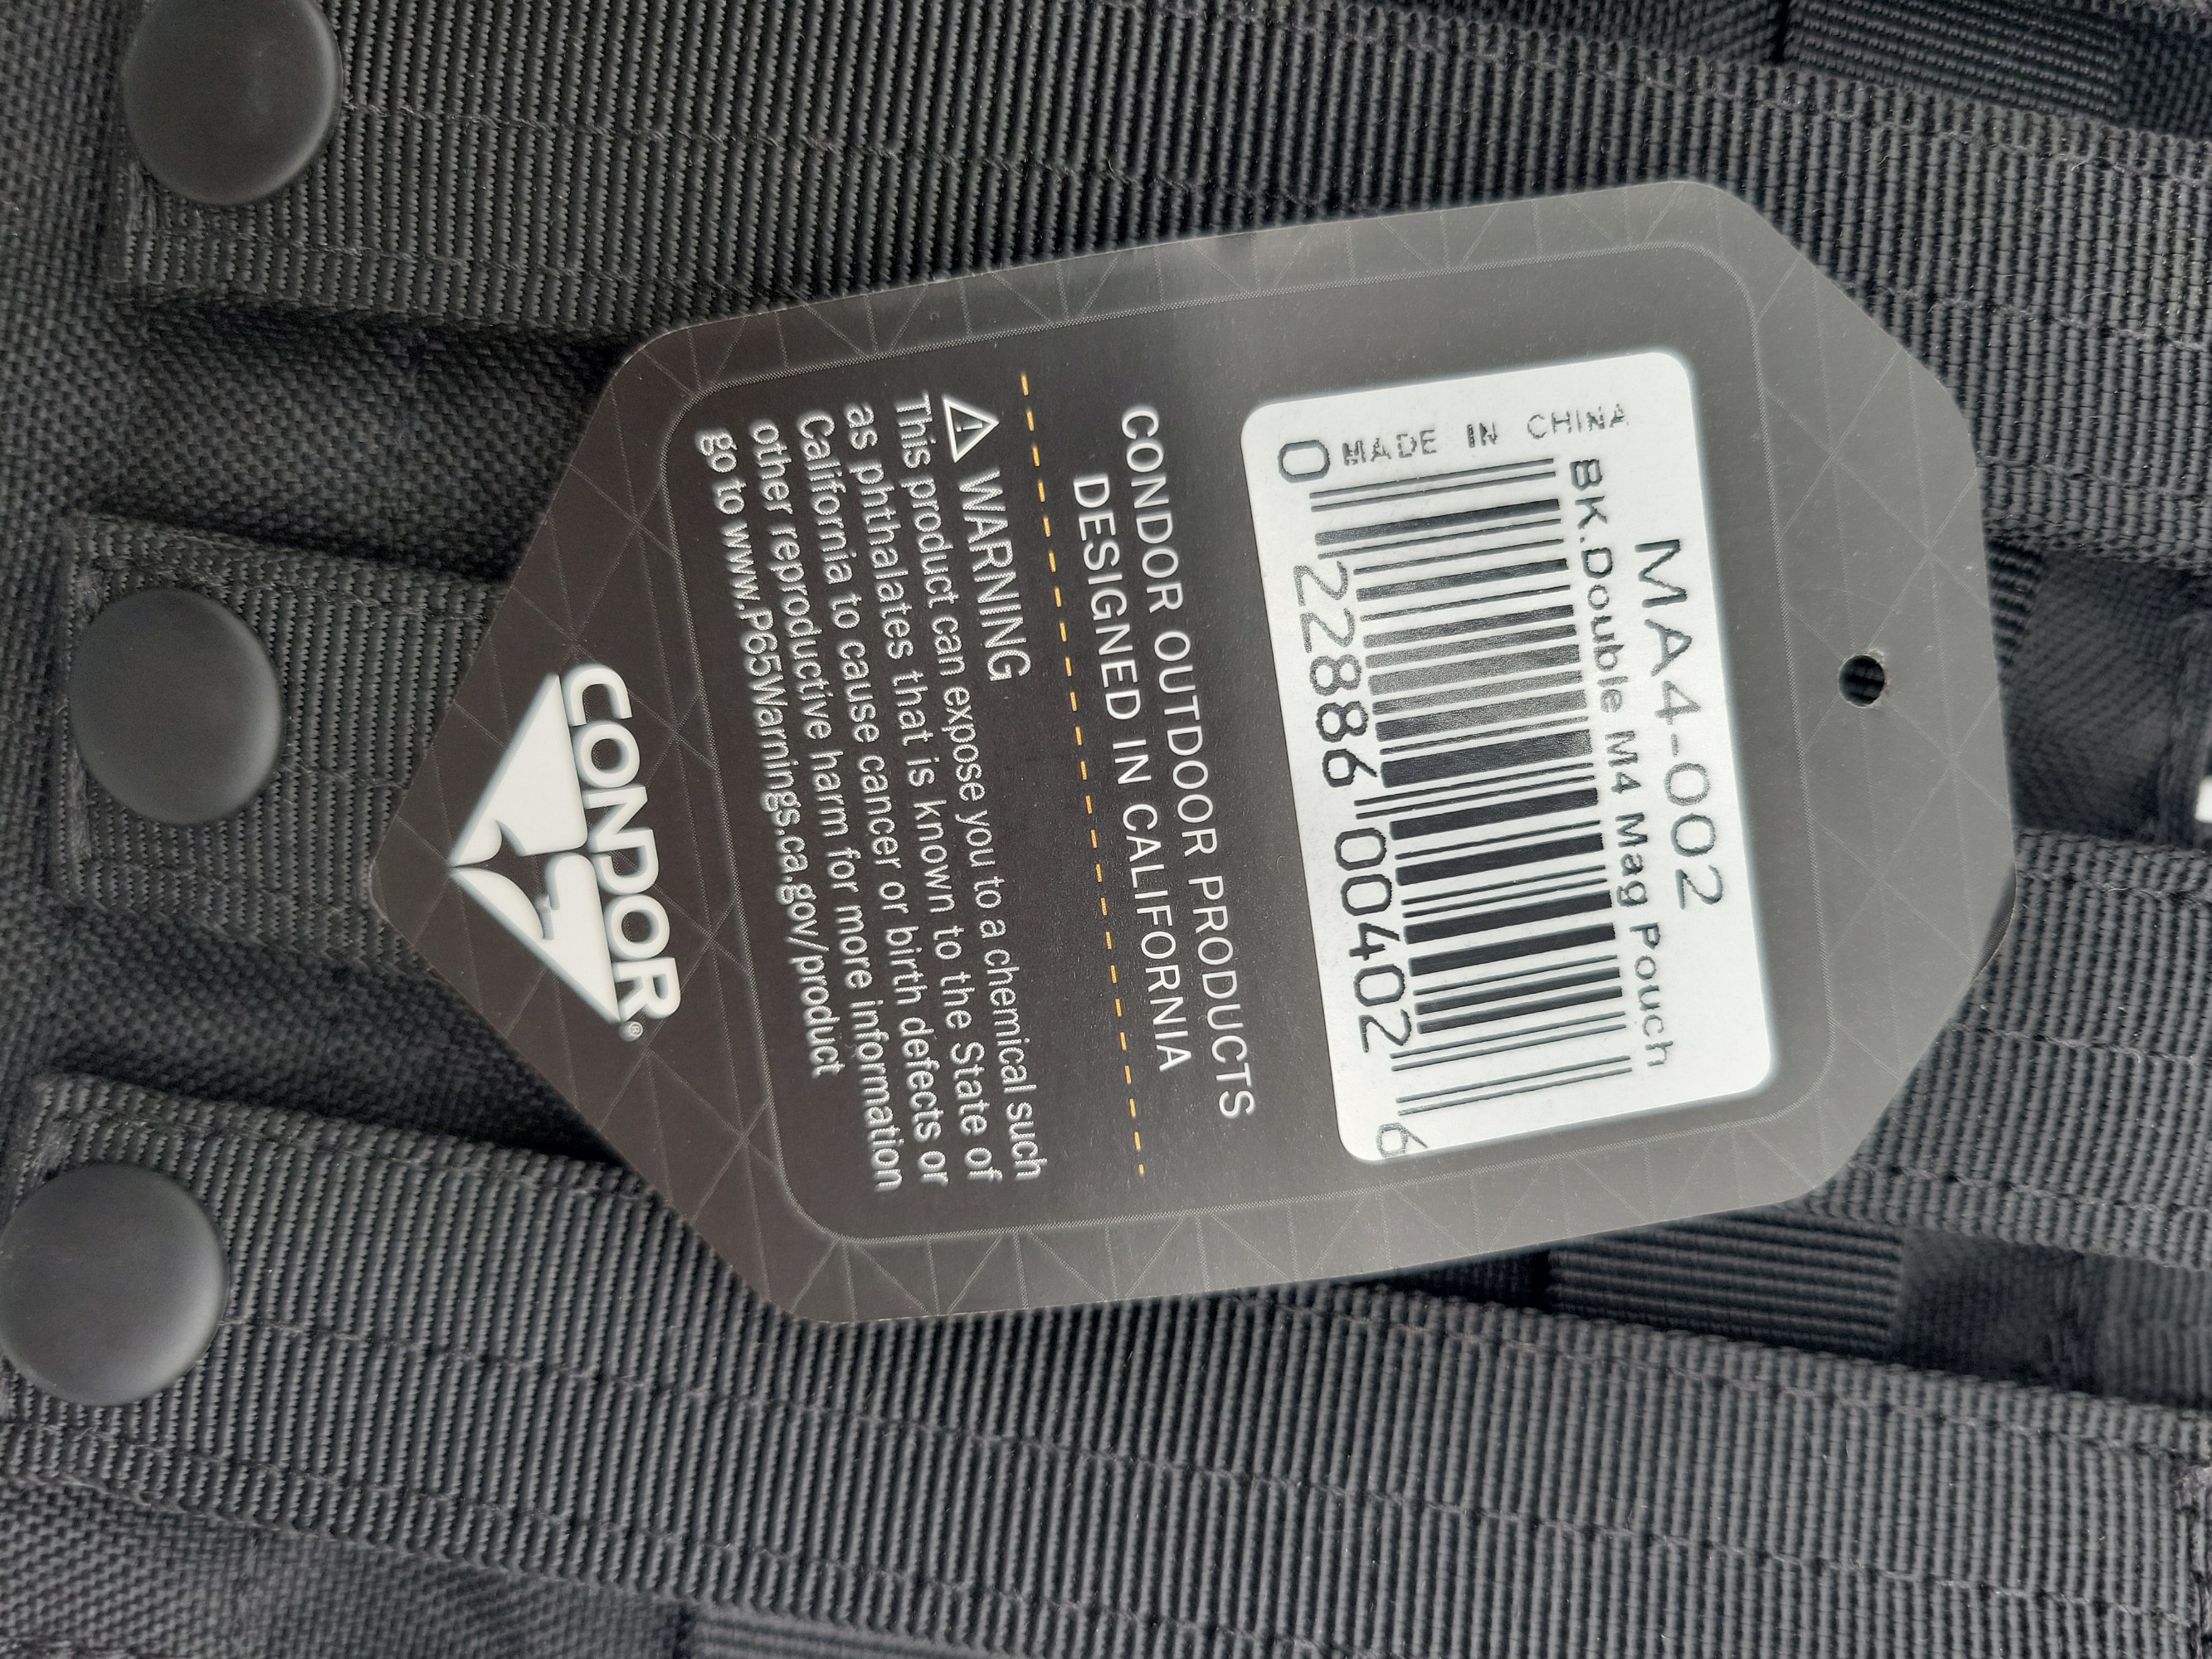 MA4-002
BK.Double M4 Mag Pouch
MADE IN CHINA
0 22886 00402 6
CONDOR OUTDOOR PRODUCTS
DESIGNED IN CALIFORNIA
⚠ WARNING
This product can expose you to a chemical such
as phthalates that is known to the State of
California to cause cancer or birth defects or
other reproductive harm for more information
go to www.P65Warnings.ca.gov/product
CONDOR®